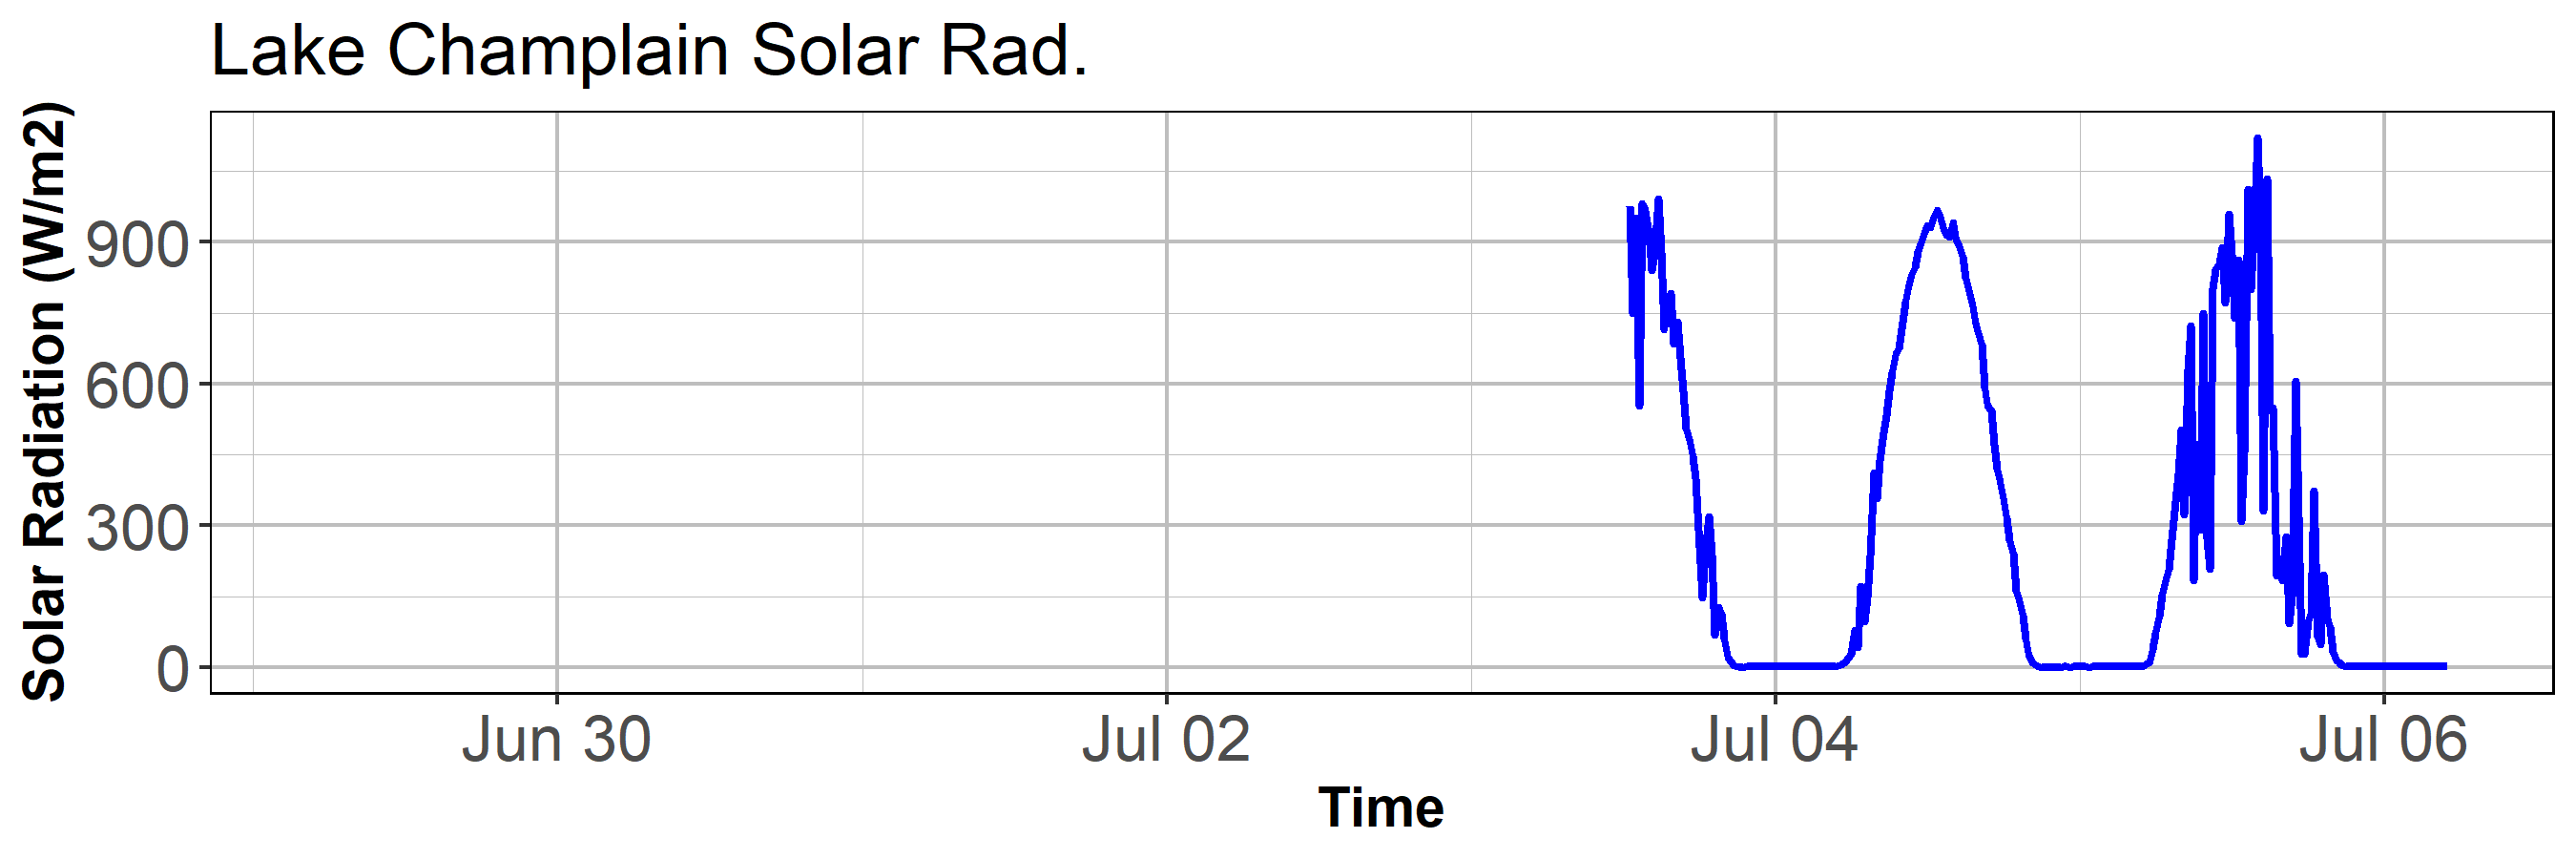 Lake Champlain Solar Rad.
Solar Radiation (W/m2)
900
600
300
0
Jun 30 Jul 02 Jul 04 Jul 06
Time